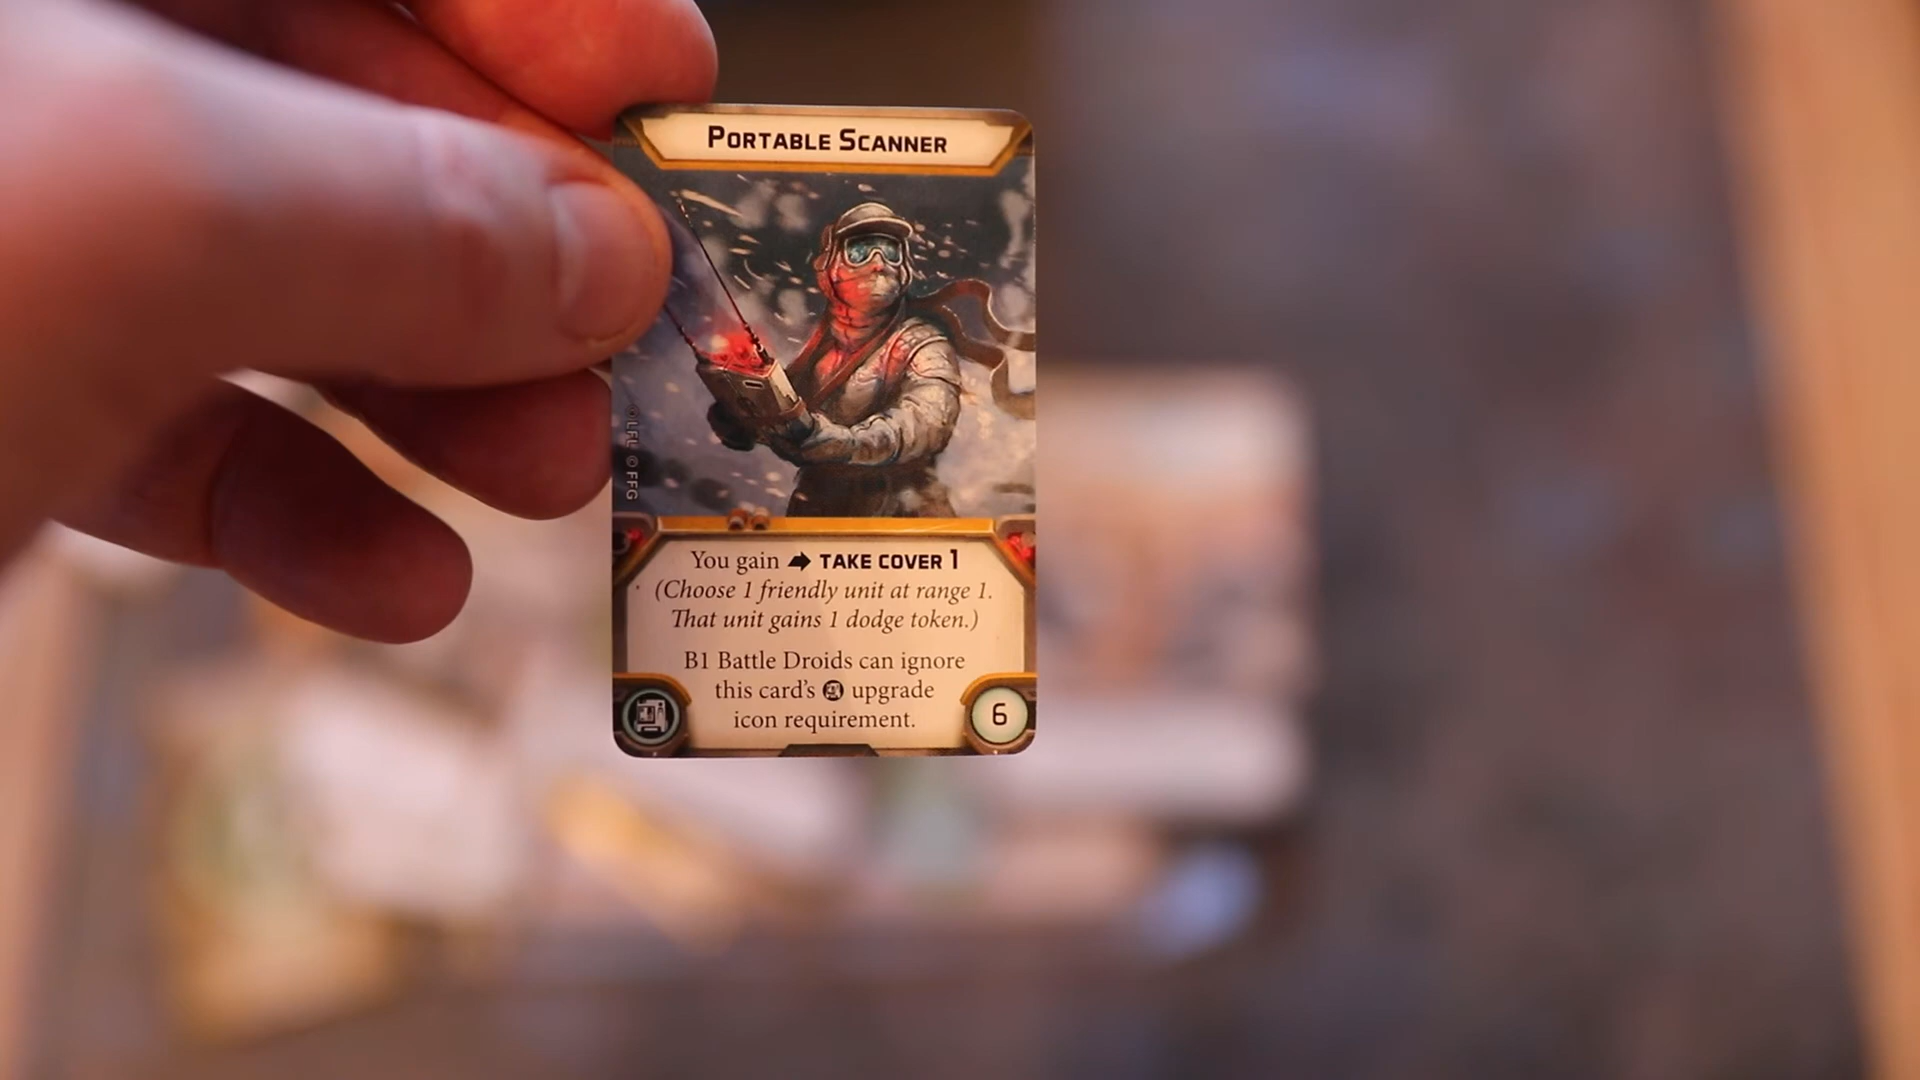 PORTABLE SCANNER
©LFL ©FFG
You gain TAKE COVER 1
(Choose 1 friendly unit at range 1.
That unit gains 1 dodge token.)
B1 Battle Droids can ignore
this card's upgrade
icon requirement.
6